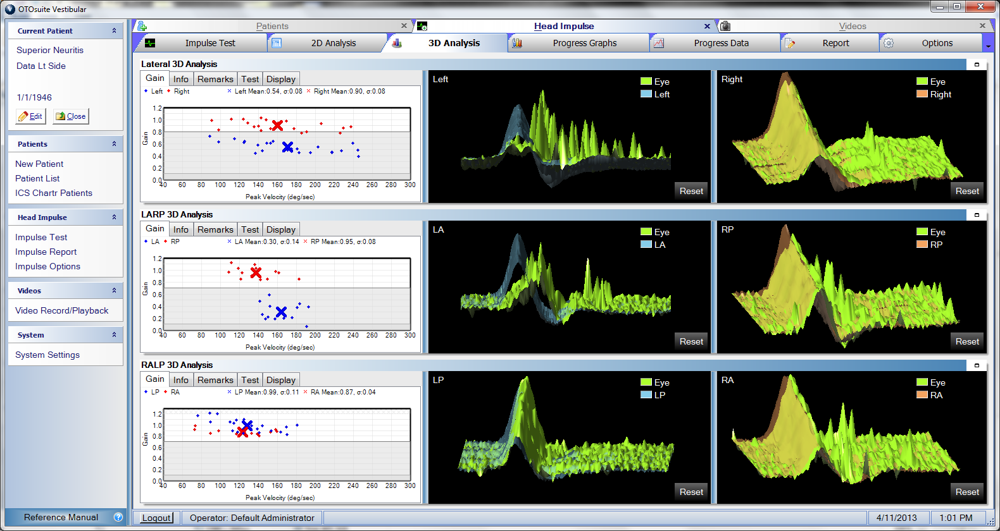 OTOsuite Vestibular
Current Patient
Superior Neuritis
Data Lt Side
1/1/1946
Edit Close
Patients
New Patient
Patient List
ICS Chartr Patients
Head Impulse
Impulse Test
Impulse Report
Impulse Options
Videos
Video Record/Playback
System
System Settings
Reference Manual ?
Patients Head Impulse Videos
Impulse Test 2D Analysis 3D Analysis Progress Graphs Progress Data Report Options
Lateral 3D Analysis
Gain Info Remarks Test Display
Left Right Left Mean:0.54, σ:0.08 Right Mean:0.90, σ:0.08
1.2
1.0
0.8
0.6
0.4
0.2
0.0
Gain
40 60 80 100 120 140 160 180 200 220 240 260 280 300
Peak Velocity (deg/sec)
Left
Eye
Left
Reset
Right
Eye
Right
Reset
LARP 3D Analysis
Gain Info Remarks Test Display
LA RP LA Mean:0.30, σ:0.14 RP Mean:0.95, σ:0.08
1.2
1.0
0.8
0.6
0.4
0.2
0.0
Gain
40 60 80 100 120 140 160 180 200 220 240 260 280 300
Peak Velocity (deg/sec)
LA
Eye
LA
Reset
RP
Eye
RP
Reset
RALP 3D Analysis
Gain Info Remarks Test Display
LP RA LP Mean:0.99, σ:0.11 RA Mean:0.87, σ:0.04
1.2
1.0
0.8
0.6
0.4
0.2
0.0
Gain
40 60 80 100 120 140 160 180 200 220 240 260 280 300
Peak Velocity (deg/sec)
LP
Eye
LP
Reset
RA
Eye
RA
Reset
Logout Operator: Default Administrator 4/11/2013 1:01 PM